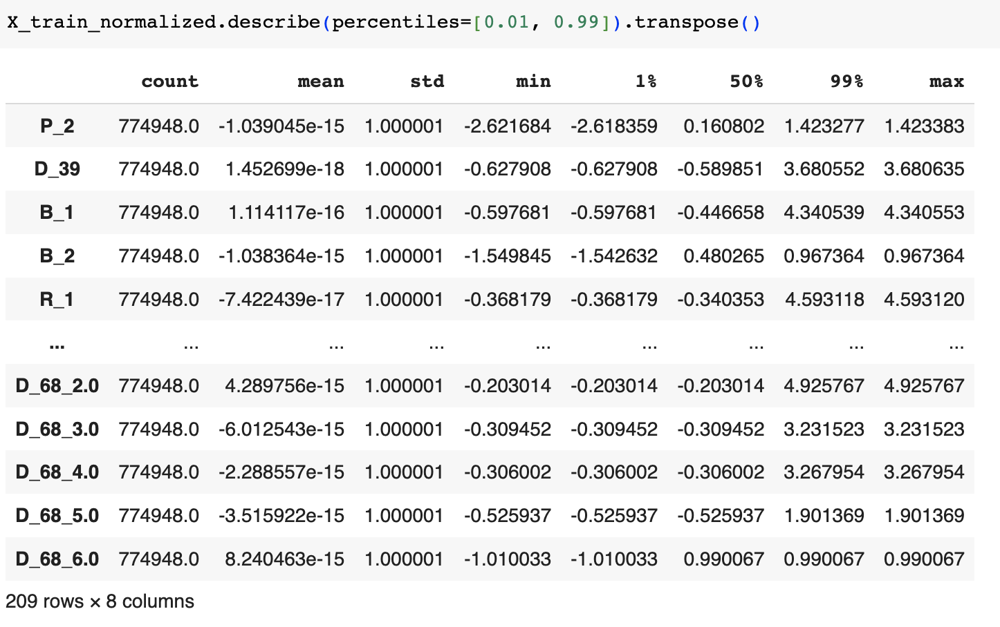 X_train_normalized.describe(percentiles=[0.01, 0.99]).transpose()
count mean std min 1% 50% 99% max
P_2 774948.0 -1.039045e-15 1.000001 -2.621684 -2.618359 0.160802 1.423277 1.423383
D_39 774948.0 1.452699e-18 1.000001 -0.627908 -0.627908 -0.589851 3.680552 3.680635
B_1 774948.0 1.114117e-16 1.000001 -0.597681 -0.597681 -0.446658 4.340539 4.340553
B_2 774948.0 -1.038364e-15 1.000001 -1.549845 -1.542632 0.480265 0.967364 0.967364
R_1 774948.0 -7.422439e-17 1.000001 -0.368179 -0.368179 -0.340353 4.593118 4.593120
... ... ... ... ... ... ... ... ...
D_68_2.0 774948.0 4.289756e-15 1.000001 -0.203014 -0.203014 -0.203014 4.925767 4.925767
D_68_3.0 774948.0 -6.012543e-15 1.000001 -0.309452 -0.309452 -0.309452 3.231523 3.231523
D_68_4.0 774948.0 -2.288557e-15 1.000001 -0.306002 -0.306002 -0.306002 3.267954 3.267954
D_68_5.0 774948.0 -3.515922e-15 1.000001 -0.525937 -0.525937 -0.525937 1.901369 1.901369
D_68_6.0 774948.0 8.240463e-15 1.000001 -1.010033 -1.010033 0.990067 0.990067 0.990067
209 rows × 8 columns